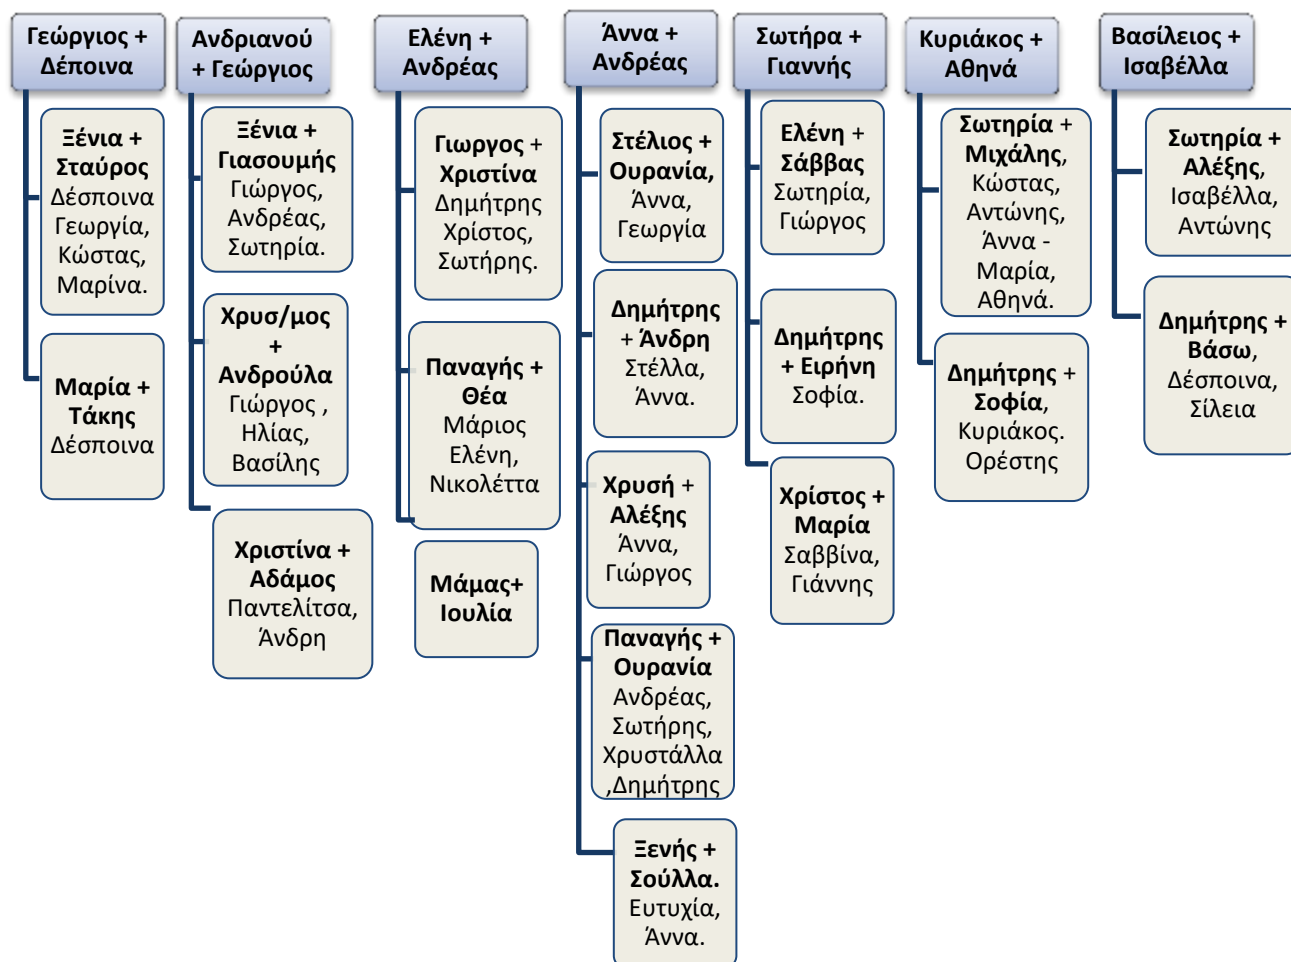 Γεώργιος +
Δέποινα
Ξένια +
Σταύρος
Δέσποινα
Γεωργία,
Κώστας,
Μαρίνα.
Μαρία +
Τάκης
Δέσποινα
Ανδριανού
+ Γεώργιος
Ξένια +
Γιασουμής
Γιώργος,
Ανδρέας,
Σωτηρία.
Χρυσ/μος
+
Ανδρούλα
Γιώργος ,
Ηλίας,
Βασίλης
Χριστίνα +
Αδάμος
Παντελίτσα,
Άνδρη
Ελένη +
Ανδρέας
Γιωργος +
Χριστίνα
Δημήτρης
Χρίστος,
Σωτήρης.
Παναγής +
Θέα
Μάριος
Ελένη,
Νικολέττα
Μάμας+
Ιουλία
Άννα +
Ανδρέας
Στέλιος +
Ουρανία,
Άννα,
Γεωργία
Δημήτρης
+ Άνδρη
Στέλλα,
Άννα.
Χρυσή +
Αλέξης
Άννα,
Γιώργος
Παναγής +
Ουρανία
Ανδρέας,
Σωτήρης,
Χρυστάλλα
,Δημήτρης
Ξενής +
Σούλλα.
Ευτυχία,
Άννα.
Σωτήρα +
Γιαννής
Ελένη +
Σάββας
Σωτηρία,
Γιώργος
Δημήτρης
+ Ειρήνη
Σοφία.
Χρίστος +
Μαρία
Σαββίνα,
Γιάννης
Κυριάκος +
Αθηνά
Σωτηρία +
Μιχάλης,
Κώστας,
Αντώνης,
Άννα -
Μαρία,
Αθηνά.
Δημήτρης +
Σοφία,
Κυριάκος.
Ορέστης
Βασίλειος +
Ισαβέλλα
Σωτηρία +
Αλέξης,
Ισαβέλλα,
Αντώνης
Δημήτρης +
Βάσω,
Δέσποινα,
Σίλεια